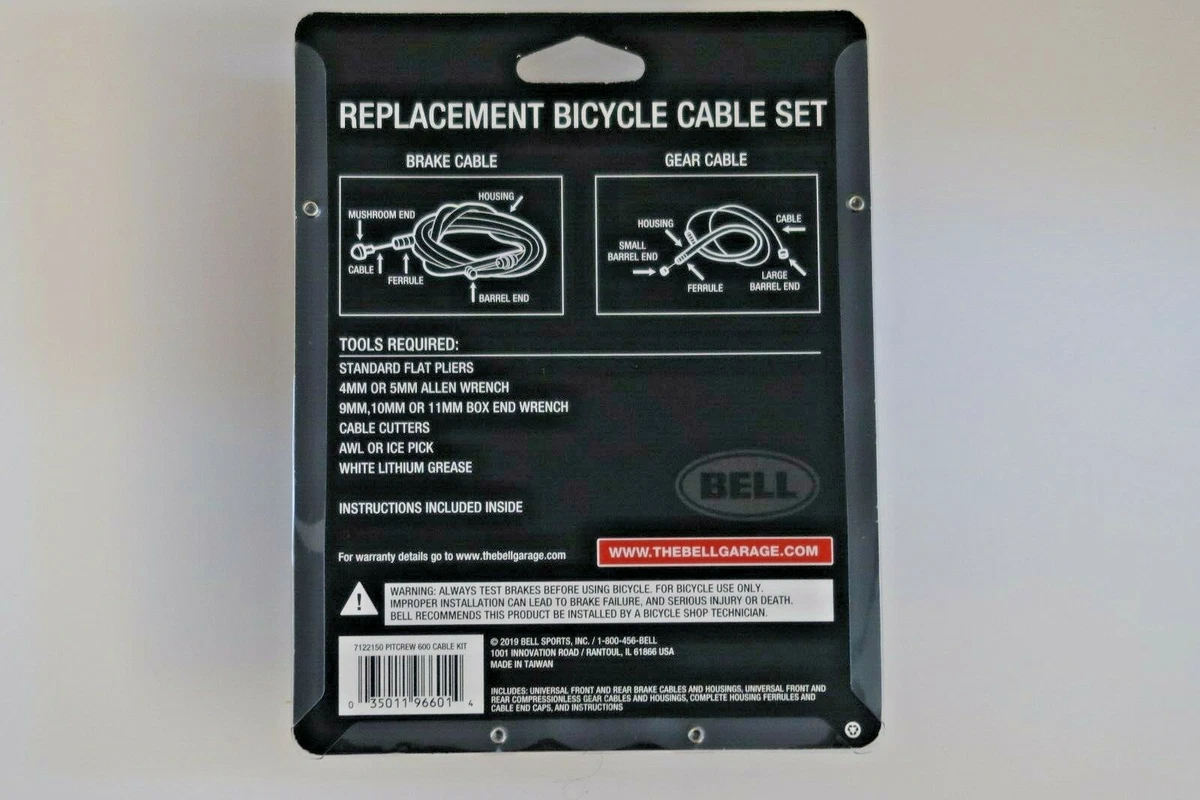 REPLACEMENT BICYCLE CABLE SET
BRAKE CABLE
HOUSING
MUSHROOM END
CABLE
FERRULE
BARREL END
GEAR CABLE
CABLE
HOUSING
SMALL
BARREL END
FERRULE
LARGE
BARREL END
TOOLS REQUIRED:
STANDARD FLAT PLIERS
4MM OR 5MM ALLEN WRENCH
9MM,10MM OR 11MM BOX END WRENCH
CABLE CUTTERS
AWL OR ICE PICK
WHITE LITHIUM GREASE
BELL
INSTRUCTIONS INCLUDED INSIDE
For warranty details go to www.thebellgarage.com
WWW.THEBELLGARAGE.COM
WARNING: ALWAYS TEST BRAKES BEFORE USING BICYCLE. FOR BICYCLE USE ONLY.
IMPROPER INSTALLATION CAN LEAD TO BRAKE FAILURE, AND SERIOUS INJURY OR DEATH.
BELL RECOMMENDS THIS PRODUCT BE INSTALLED BY A BICYCLE SHOP TECHNICIAN.
7122150 PITCREW 600 CABLE KIT
0 35011 96601 4
© 2019 BELL SPORTS, INC. / 1-800-456-BELL
1001 INNOVATION ROAD / RANTOUL, IL 61866 USA
MADE IN TAIWAN
INCLUDES: UNIVERSAL FRONT AND REAR BRAKE CABLES AND HOUSINGS, UNIVERSAL FRONT AND
REAR COMPRESSIONLESS GEAR CABLES AND HOUSINGS, COMPLETE HOUSING FERRULES AND
CABLE END CAPS, AND INSTRUCTIONS